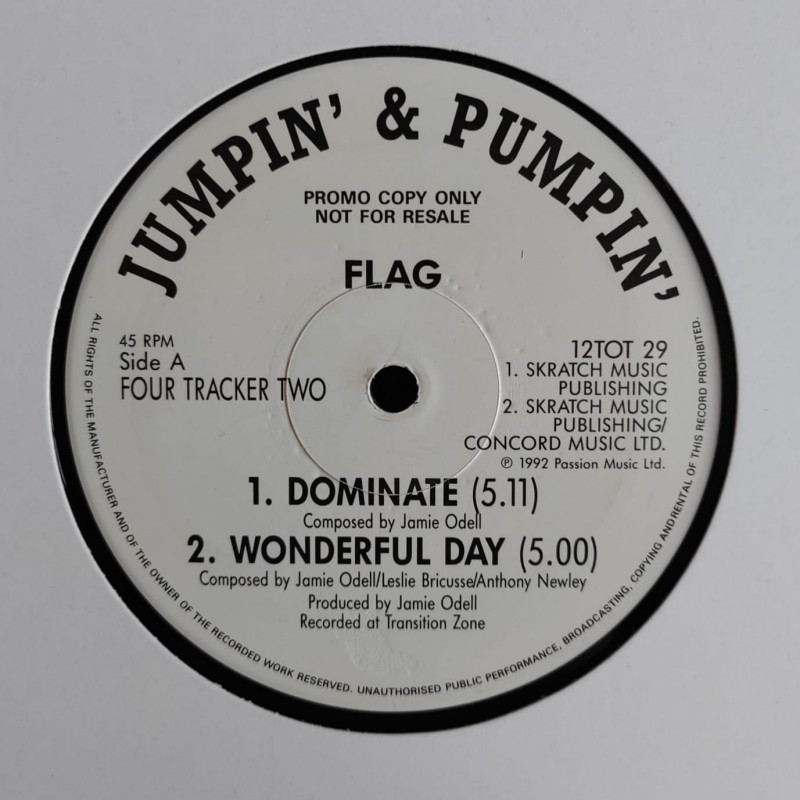 JUMPIN' & PUMPIN'
PROMO COPY ONLY
NOT FOR RESALE
FLAG
45 RPM
Side A
FOUR TRACKER TWO
12TOT 29
1. SKRATCH MUSIC
PUBLISHING
2. SKRATCH MUSIC
PUBLISHING/
CONCORD MUSIC LTD.
℗ 1992 Passion Music Ltd.
1. DOMINATE (5.11)
Composed by Jamie Odell
2. WONDERFUL DAY (5.00)
Composed by Jamie Odell/Leslie Bricusse/Anthony Newley
Produced by Jamie Odell
Recorded at Transition Zone
ALL RIGHTS OF THE MANUFACTURER AND OF THE OWNER OF THE RECORDED WORK RESERVED. UNAUTHORISED PUBLIC PERFORMANCE, BROADCASTING, COPYING AND RENTAL OF THIS RECORD PROHIBITED.